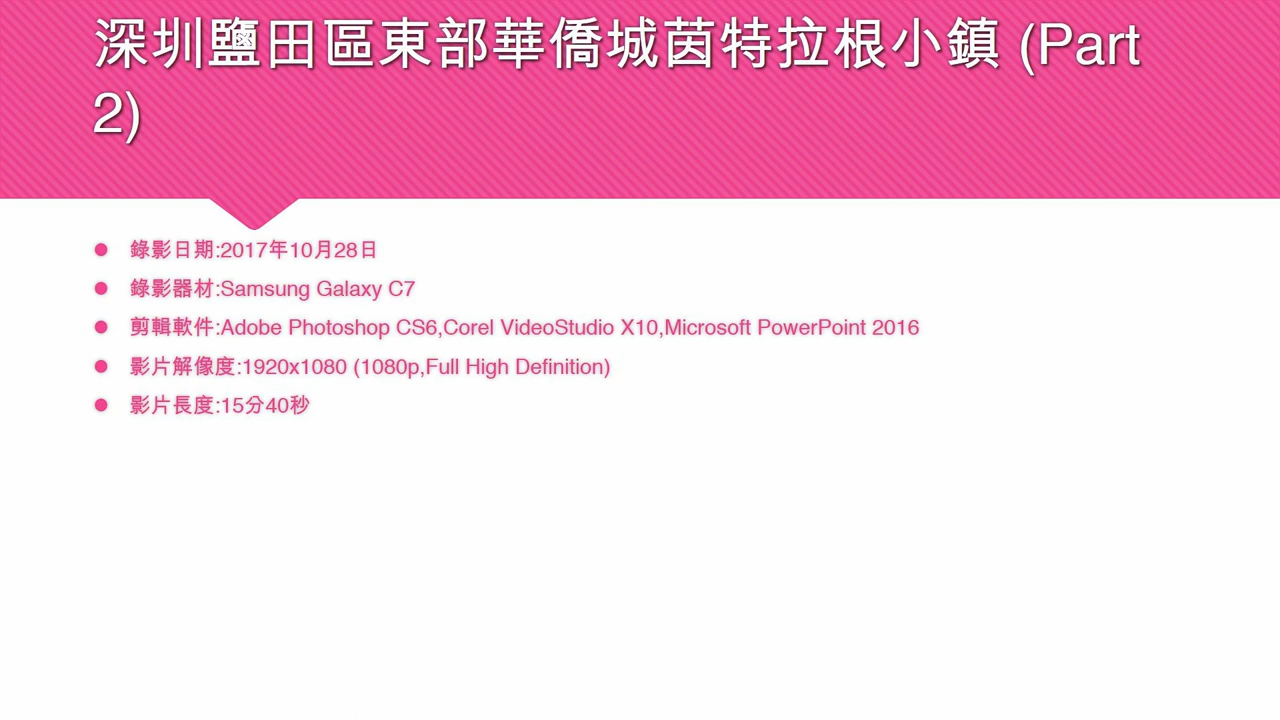 深圳鹽田區東部華僑城茵特拉根小鎮 (Part
2)
錄影日期:2017年10月28日
錄影器材:Samsung Galaxy C7
剪輯軟件:Adobe Photoshop CS6,Corel VideoStudio X10,Microsoft PowerPoint 2016
影片解像度:1920x1080 (1080p,Full High Definition)
影片長度:15分40秒